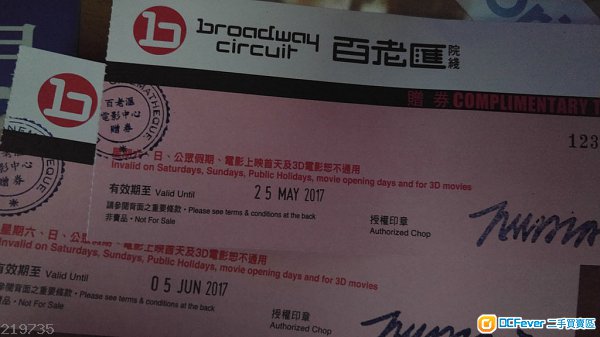 broadway circuit 百老匯 院綫
贈券 COMPLIMENTARY
123
百老匯
電影中心
贈券
星期六、日、公眾假期、電影上映首天及3D電影恕不適用
Invalid on Saturdays, Sundays, Public Holidays, movie opening days and for 3D movies
有效期至 Valid Until 25 MAY 2017
請參閱背面之重要條款 • Please see terms & conditions at the back
非賣品 • Not For Sale
授權印章
Authorized Chop
星期六、日、公眾假期、電影上映首天及3D電影恕不適用
Invalid on Saturdays, Sundays, Public Holidays, movie opening days and for 3D movies
有效期至 Valid Until 05 JUN 2017
請參閱背面之重要條款 • Please see terms & conditions at the back
非賣品 • Not For Sale
授權印章
Authorized Chop
219735
DCFever 二手買賣區